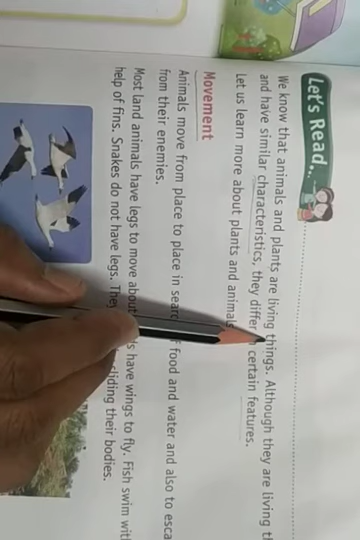 Let's Read...
We know that animals and plants are living things. Although they are living
and have similar characteristics, they differ certain features.
Let us learn more about plants and animals
Movement
Animals move from place to place in search food and water and also to
from their enemies.
Most land animals have legs to move about. have wings to fly. Fish swim
help of fins. Snakes do not have legs. sliding their bodies.